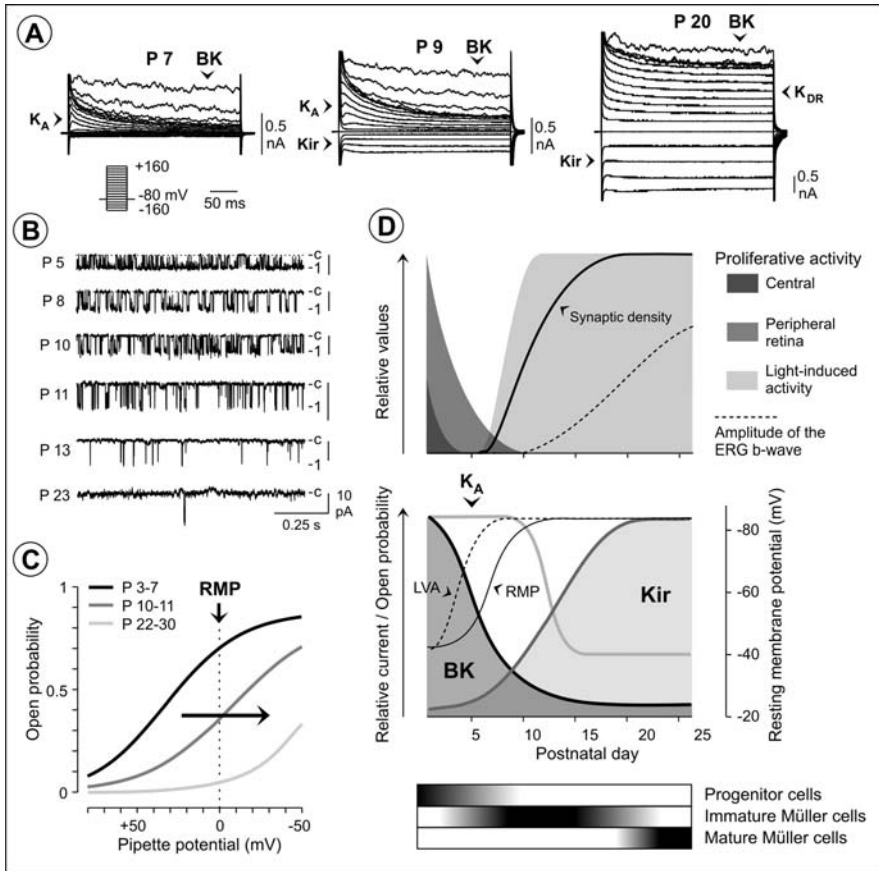 A
P 7
BK
K_A
0.5
nA
+160
-80 mV
-160
50 ms
P 9
BK
K_A
Kir
0.5
nA
P 20
BK
K_DR
Kir
0.5
nA
B
P 5
-c
-1
P 8
-c
-1
P 10
-c
-1
P 11
-c
-1
P 13
-c
-1
P 23
-c
10
pA
0.25 s
C
P 3-7
P 10-11
P 22-30
RMP
Open probability
1
0.5
0
+50
0
-50
Pipette potential (mV)
D
Relative values
Synaptic density
Proliferative activity
Central
Peripheral
retina
Light-induced
activity
Amplitude of the
ERG b-wave
K_A
Relative current / Open probability
LVA
RMP
BK
Kir
-80
-60
-40
-20
Resting membrane potential (mV)
5
10
15
20
25
Postnatal day
Progenitor cells
Immature Müller cells
Mature Müller cells